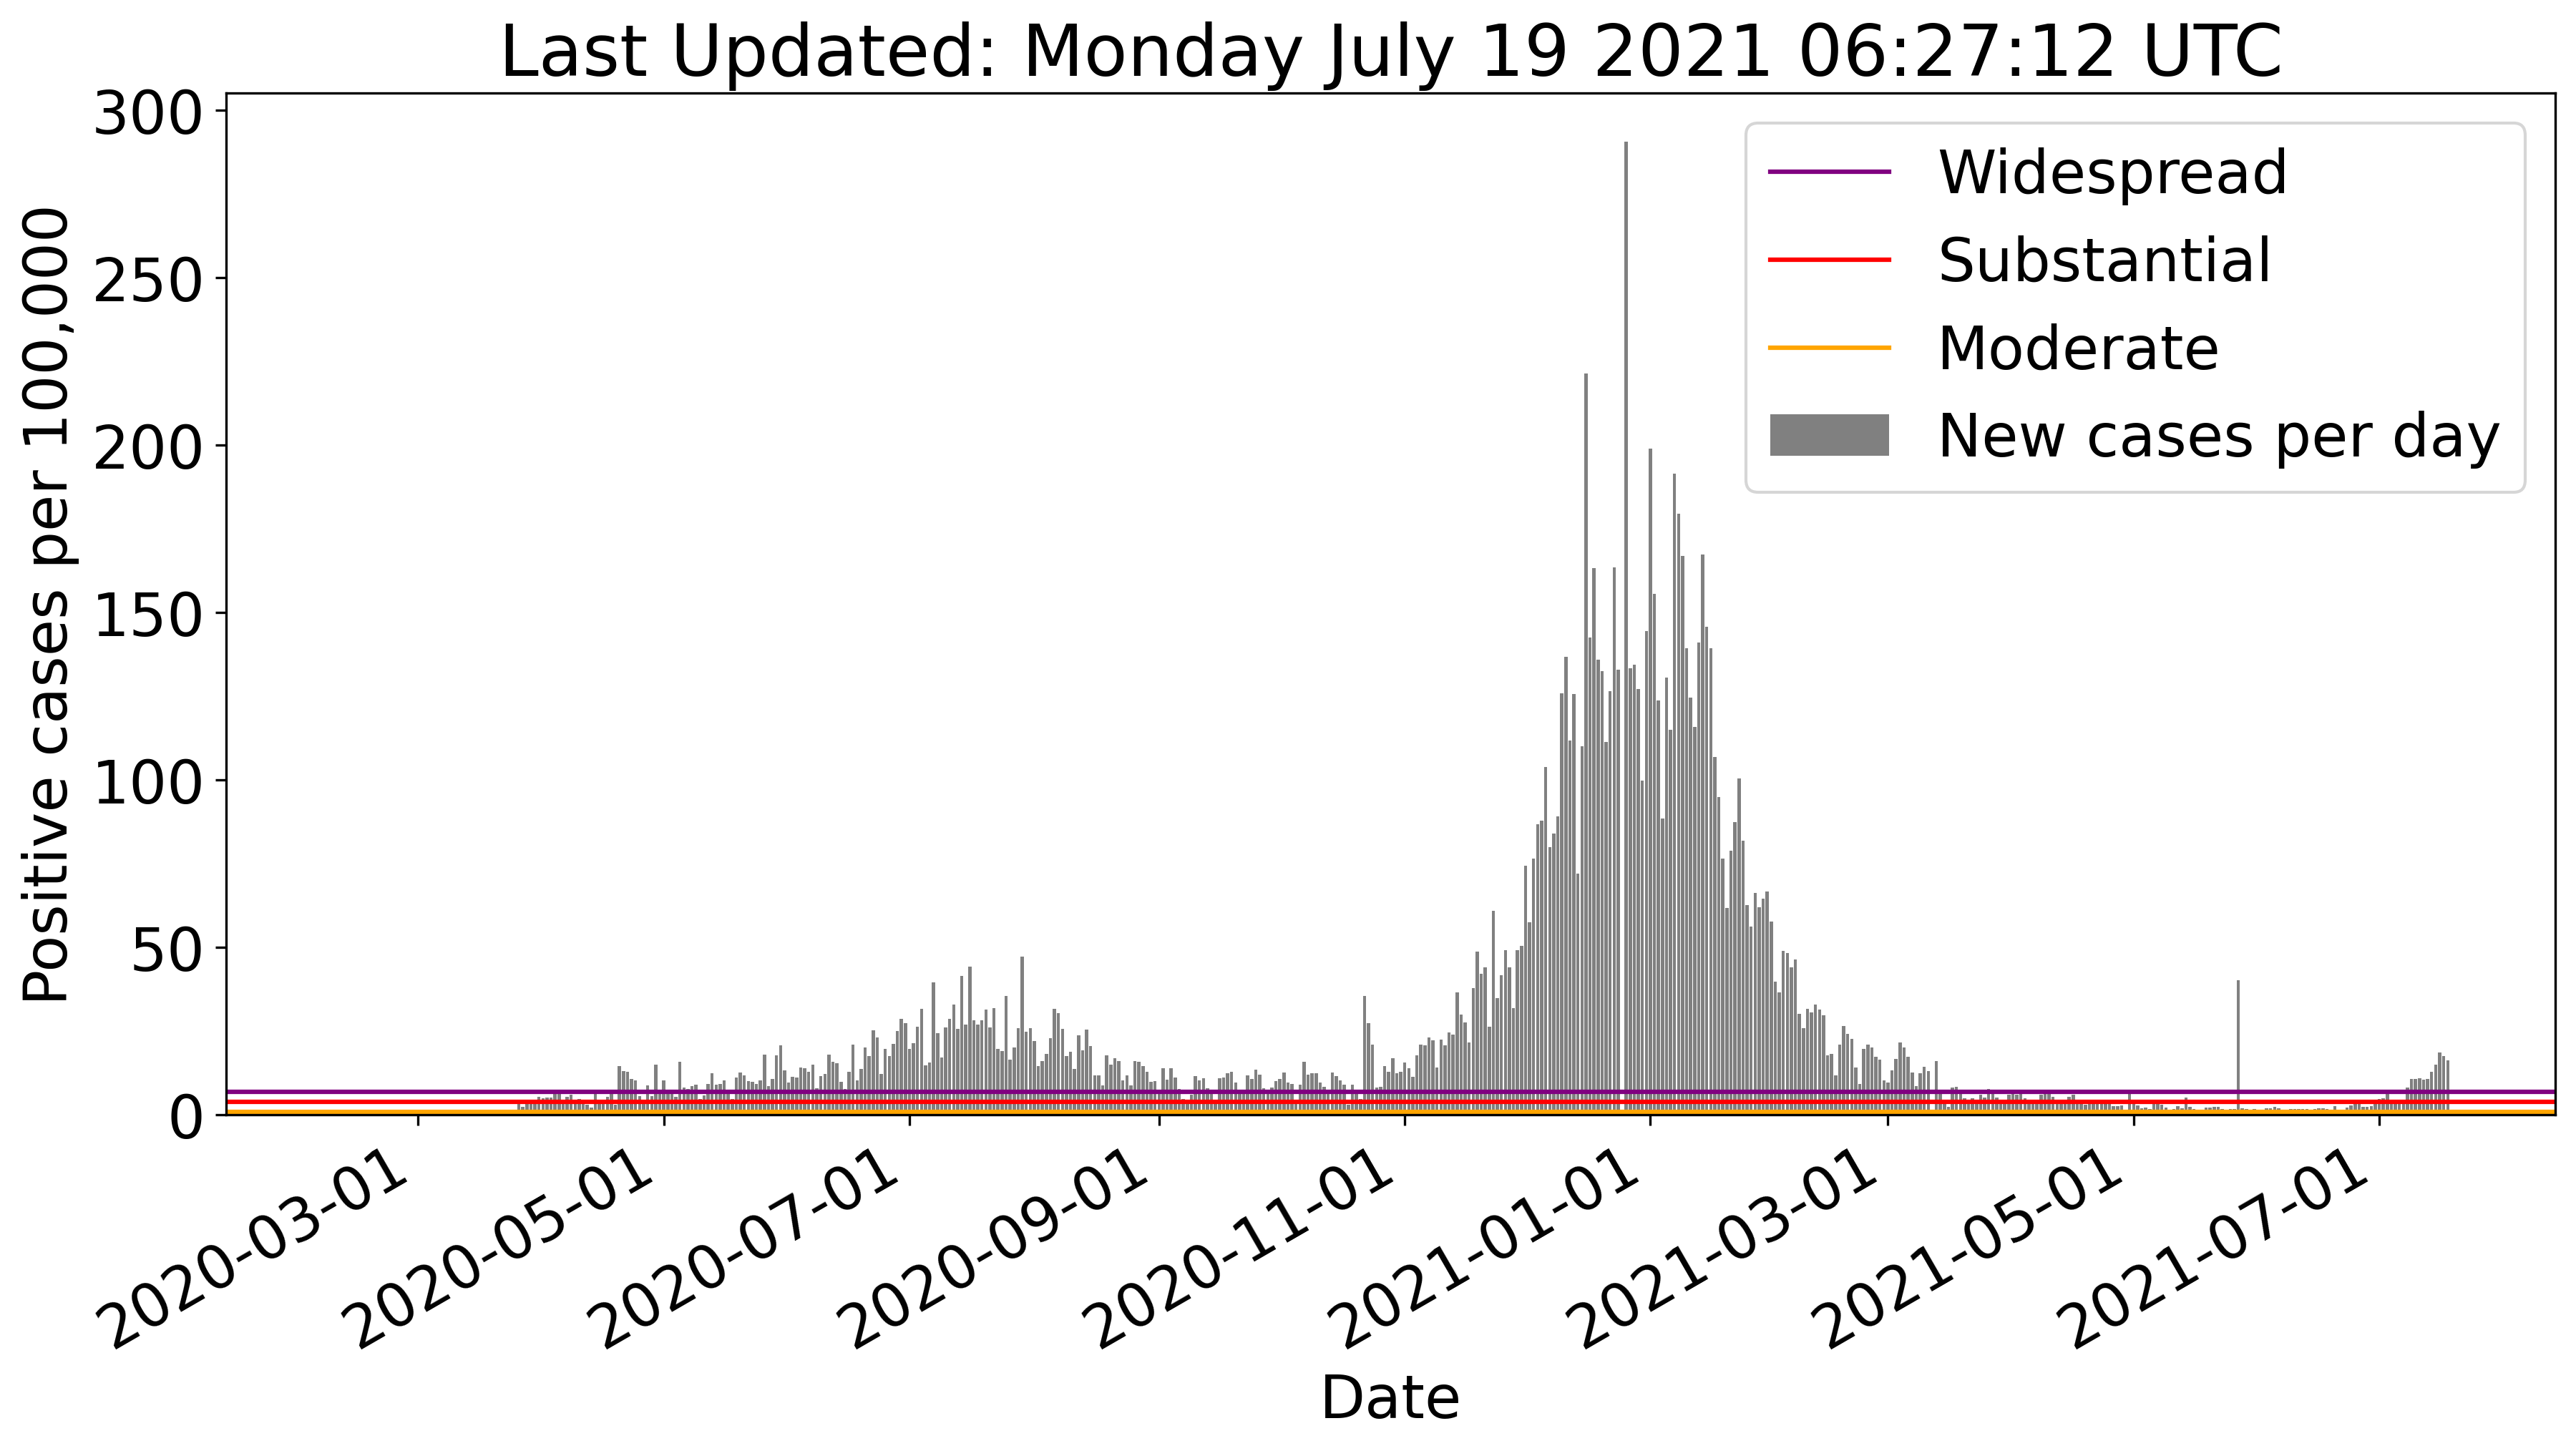 Last Updated: Monday July 19 2021 06:27:12 UTC
Positive cases per 100,000
300
250
200
150
100
50
0
Widespread
Substantial
Moderate
New cases per day
2020-03-01
2020-05-01
2020-07-01
2020-09-01
2020-11-01
2021-01-01
2021-03-01
2021-05-01
2021-07-01
Date